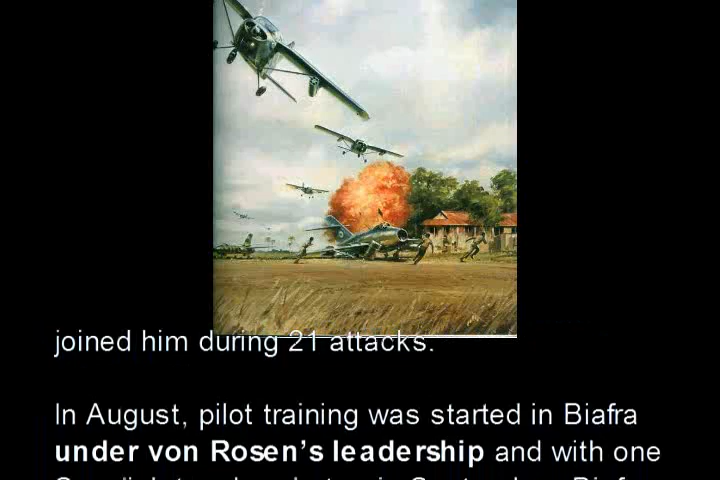 joined him during 21 attacks.
In August, pilot training was started in Biafra
under von Rosen's leadership and with one